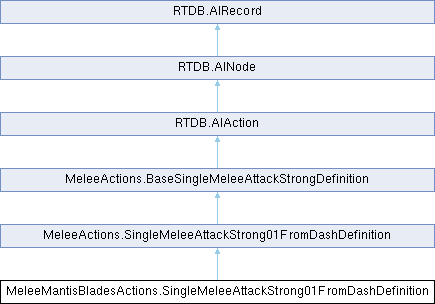 RTDB.AIRecord
RTDB.AINode
RTDB.AIAction
MeleeActions.BaseSingleMeleeAttackStrongDefinition
MeleeActions.SingleMeleeAttackStrong01FromDashDefinition
MeleeMantisBladesActions.SingleMeleeAttackStrong01FromDashDefinition